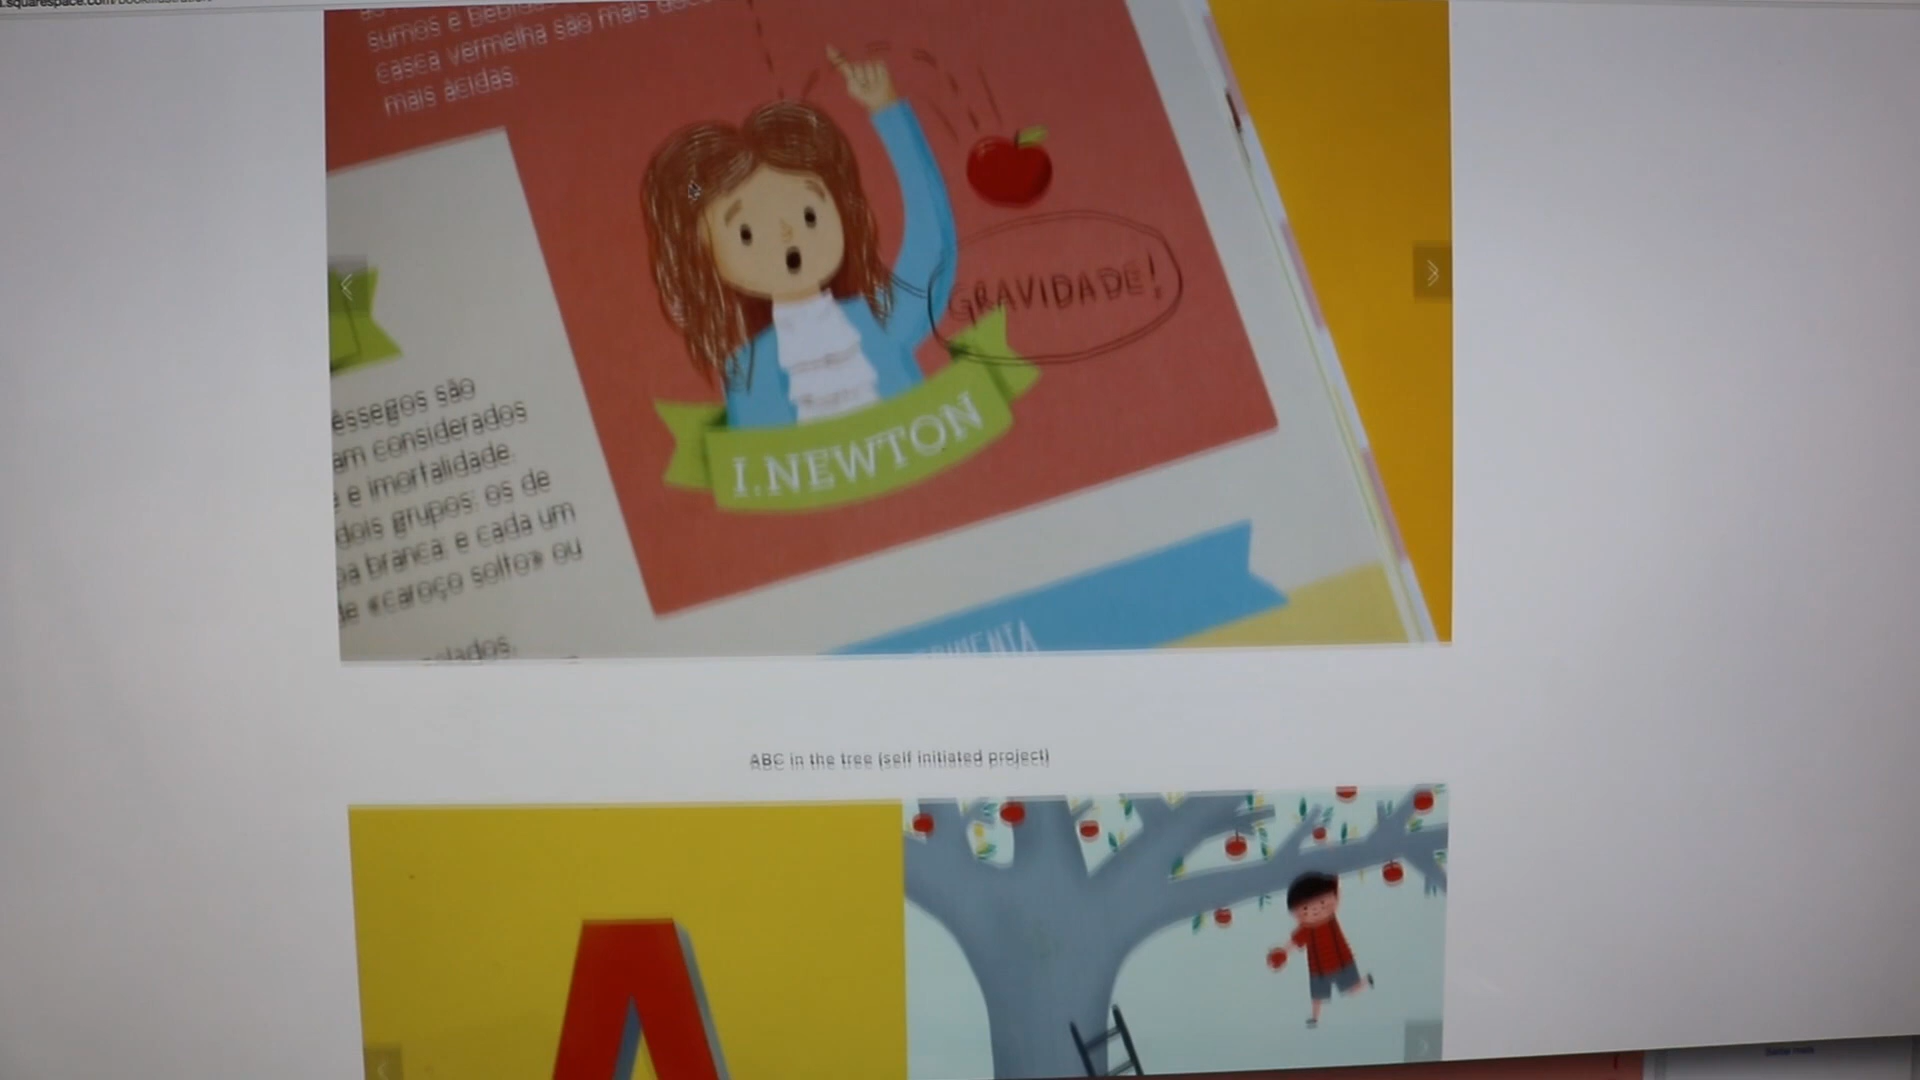 sumos e bebidas
casca vermelha são mais
mais ácidas.
GRAVIDADE!
I.NEWTON
êssegos são
am considerados
e e imortalidade.
dois grupos: os de
pa branca: e cada um
de «caroço solto» ou
ABC in the tree (self initiated project)
A